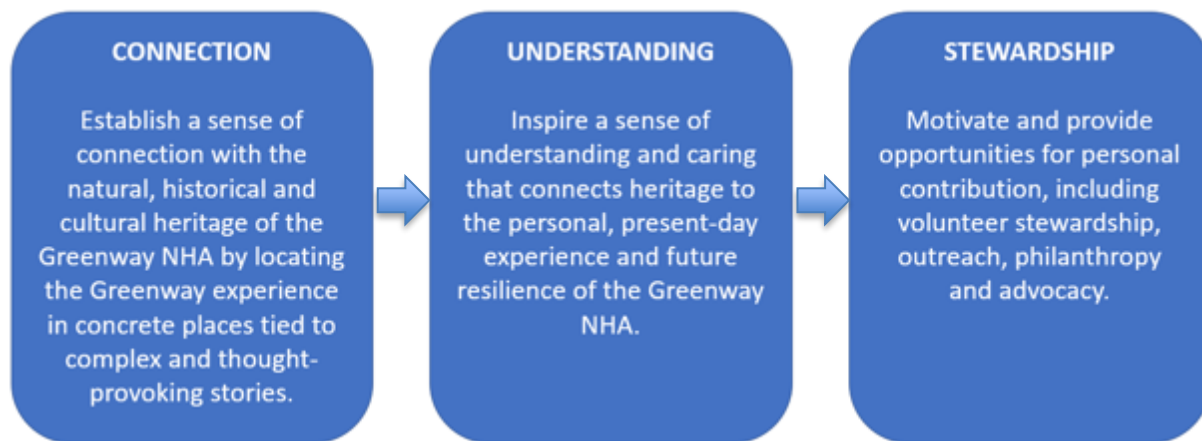 CONNECTION
Establish a sense of
connection with the
natural, historical and
cultural heritage of the
Greenway NHA by locating
the Greenway experience
in concrete places tied to
complex and thought-
provoking stories.
UNDERSTANDING
Inspire a sense of
understanding and caring
that connects heritage to
the personal, present-day
experience and future
resilience of the Greenway
NHA.
STEWARDSHIP
Motivate and provide
opportunities for personal
contribution, including
volunteer stewardship,
outreach, philanthropy
and advocacy.